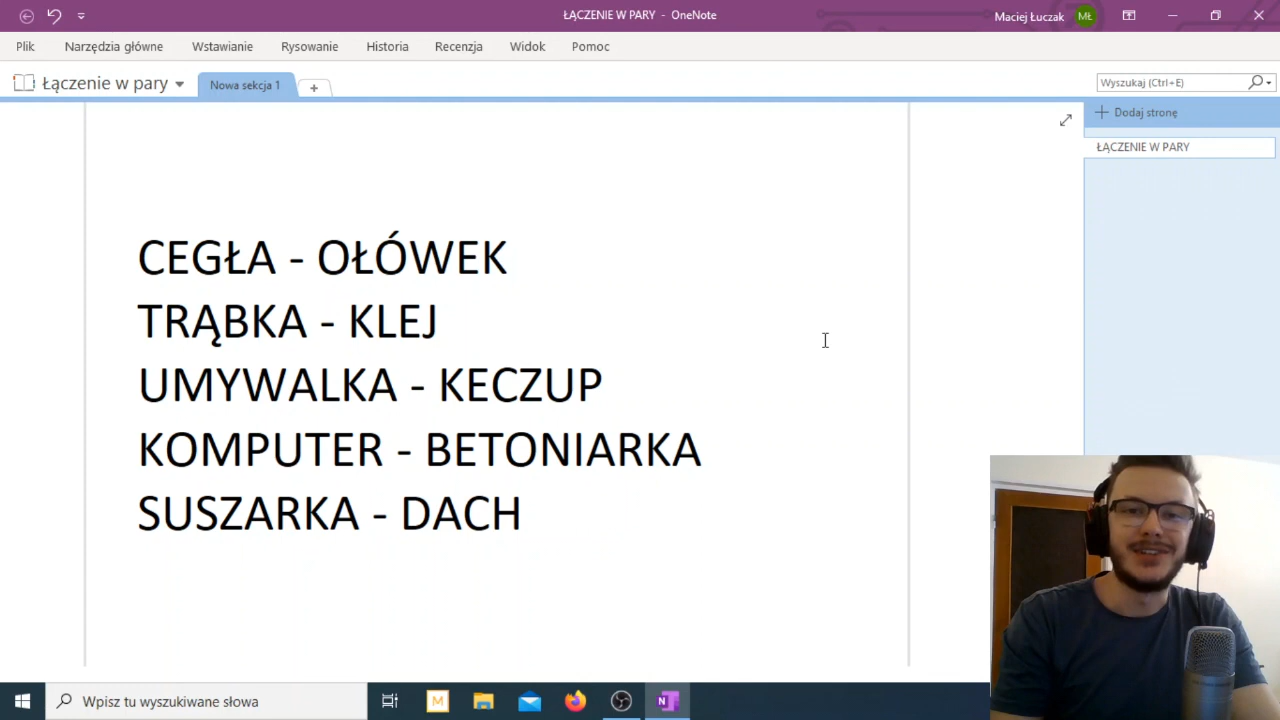 ŁĄCZENIE W PARY - OneNote
Maciej Łuczak MŁ
Plik Narzędzia główne Wstawianie Rysowanie Historia Recenzja Widok Pomoc
Łączenie w pary Nowa sekcja 1 +
Wyszukaj (Ctrl+E)
Dodaj stronę
ŁĄCZENIE W PARY
CEGŁA - OŁÓWEK
TRĄBKA - KLEJ
UMYWALKA - KECZUP
KOMPUTER - BETONIARKA
SUSZARKA - DACH
Wpisz tu wyszukiwane słowa
M
N